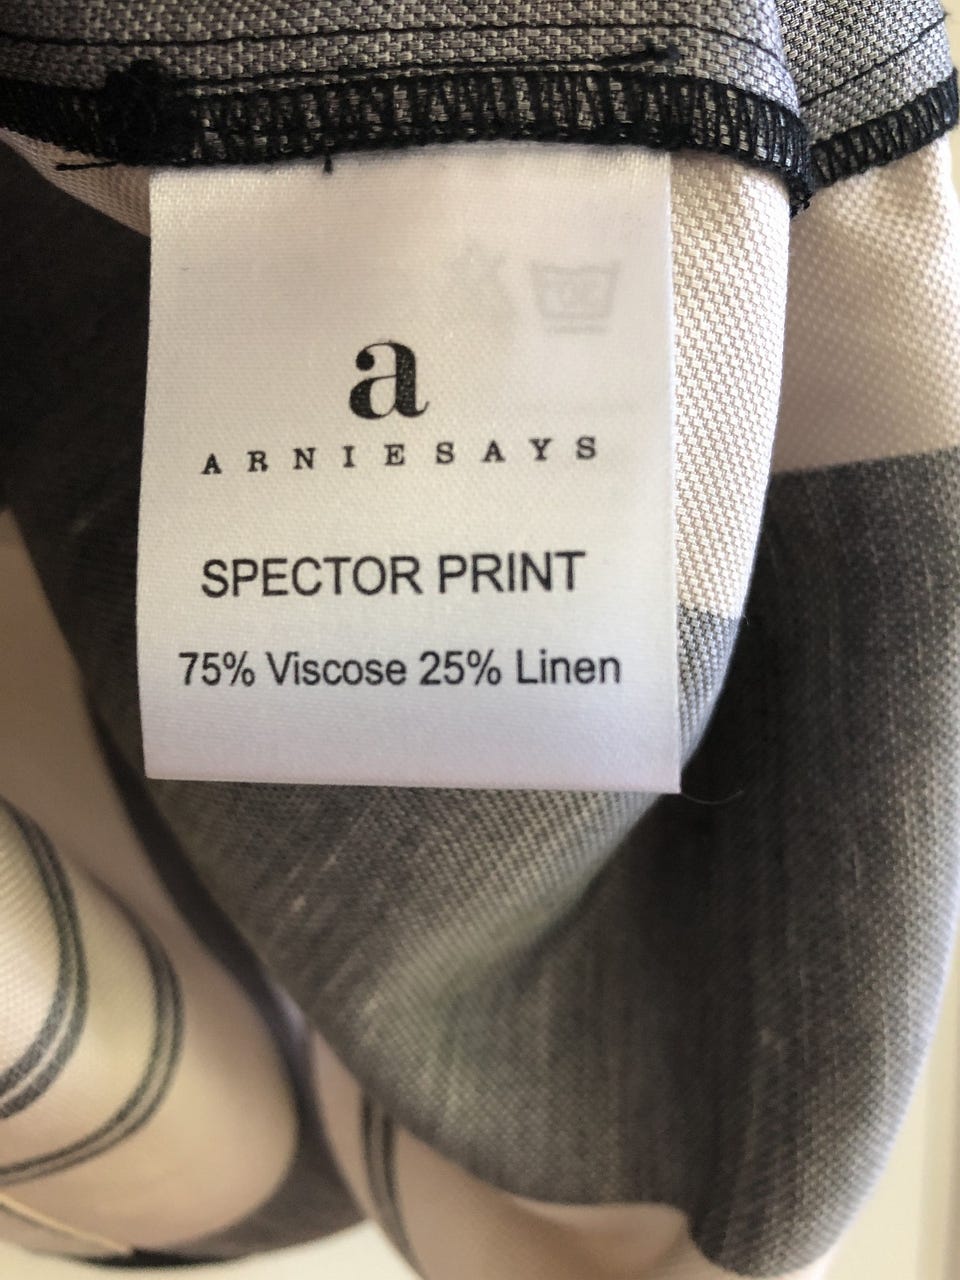 a
ARNIESAYS
SPECTOR PRINT
75% Viscose 25% Linen